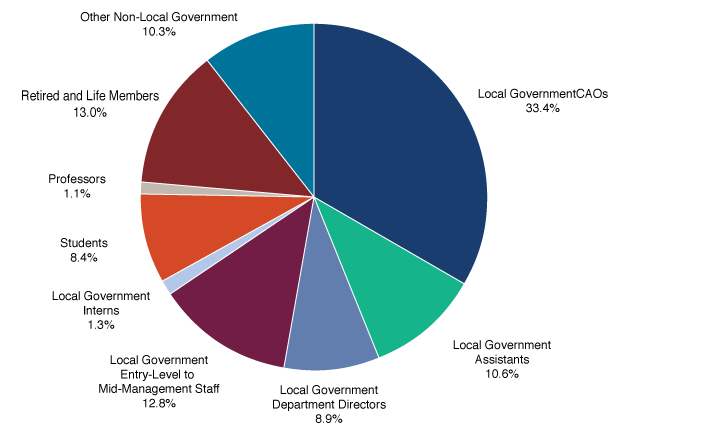 Other Non-Local Government
10.3%
Local GovernmentCAOs
33.4%
Retired and Life Members
13.0%
Professors
1.1%
Students
8.4%
Local Government
Interns
1.3%
Local Government
Entry-Level to
Mid-Management Staff
12.8%
Local Government
Department Directors
8.9%
Local Government
Assistants
10.6%